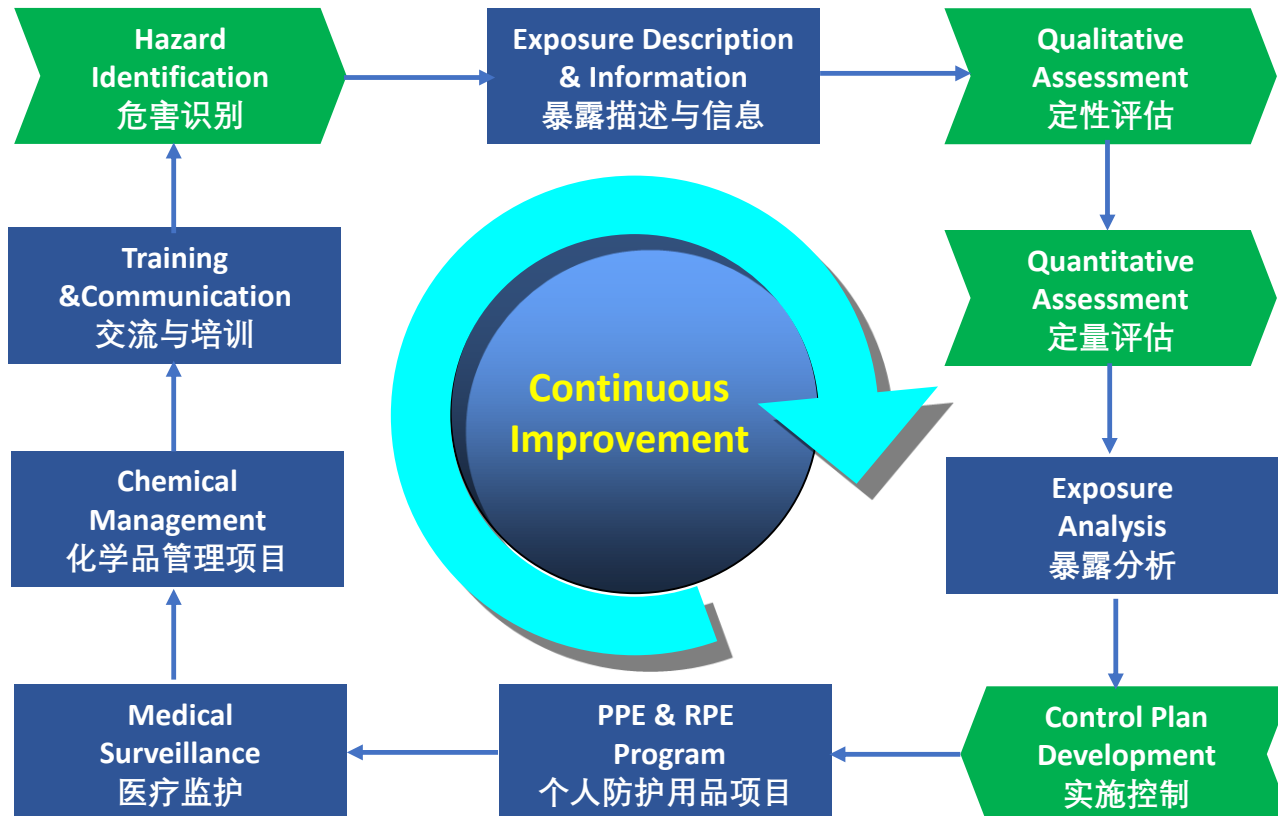 Hazard
Identification
危害识别
Exposure Description
& Information
暴露描述与信息
Qualitative
Assessment
定性评估
Training
&Communication
交流与培训
Quantitative
Assessment
定量评估
Continuous
Improvement
Chemical
Management
化学品管理项目
Exposure
Analysis
暴露分析
Medical
Surveillance
医疗监护
PPE & RPE
Program
个人防护用品项目
Control Plan
Development
实施控制